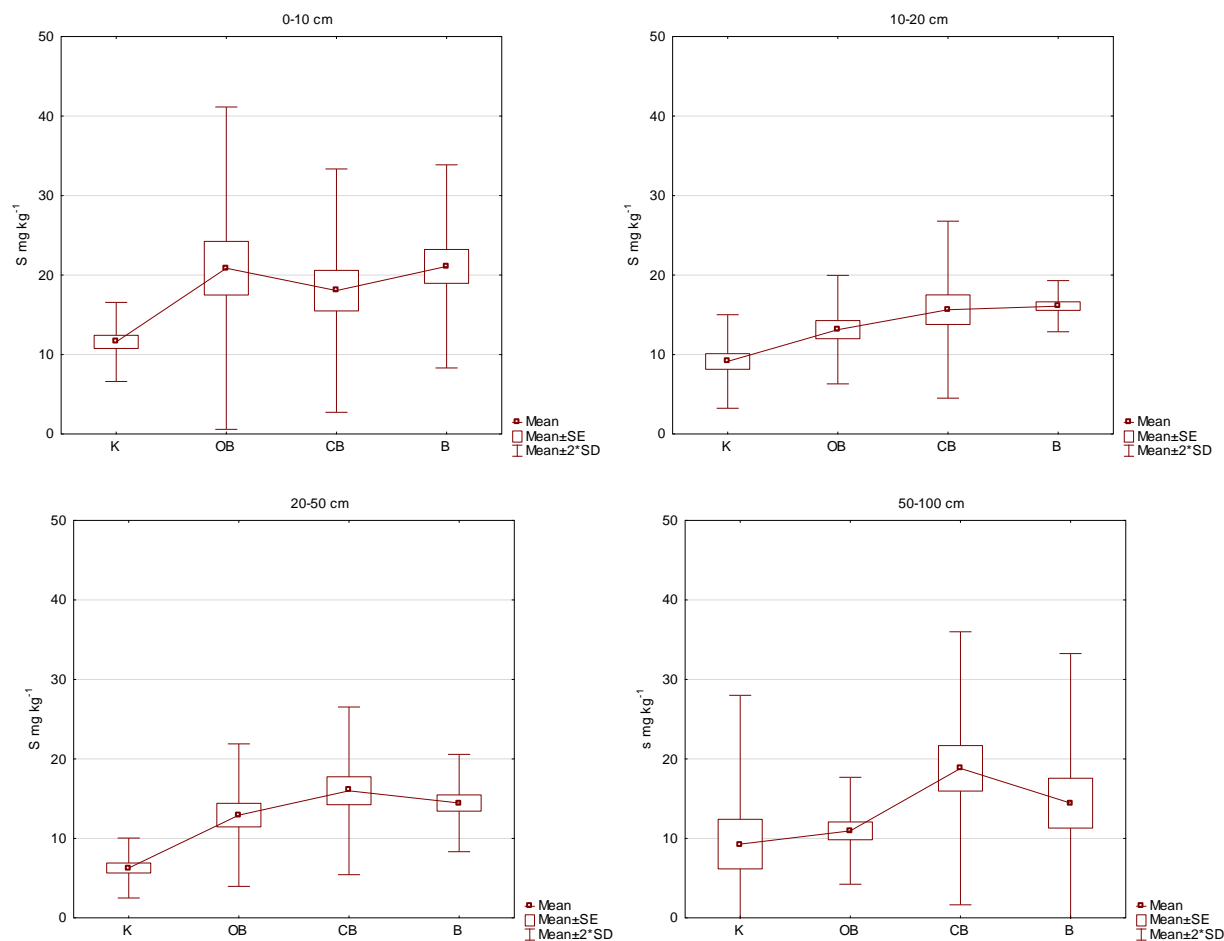 0-10 cm
50
40
30
20
10
0
S mg kg-1
K OB CB B
Mean
Mean±SE
Mean±2*SD
10-20 cm
50
40
30
20
10
0
S mg kg-1
K OB CB B
Mean
Mean±SE
Mean±2*SD
20-50 cm
50
40
30
20
10
0
S mg kg-1
K OB CB B
Mean
Mean±SE
Mean±2*SD
50-100 cm
50
40
30
20
10
0
s mg kg-1
K OB CB B
Mean
Mean±SE
Mean±2*SD